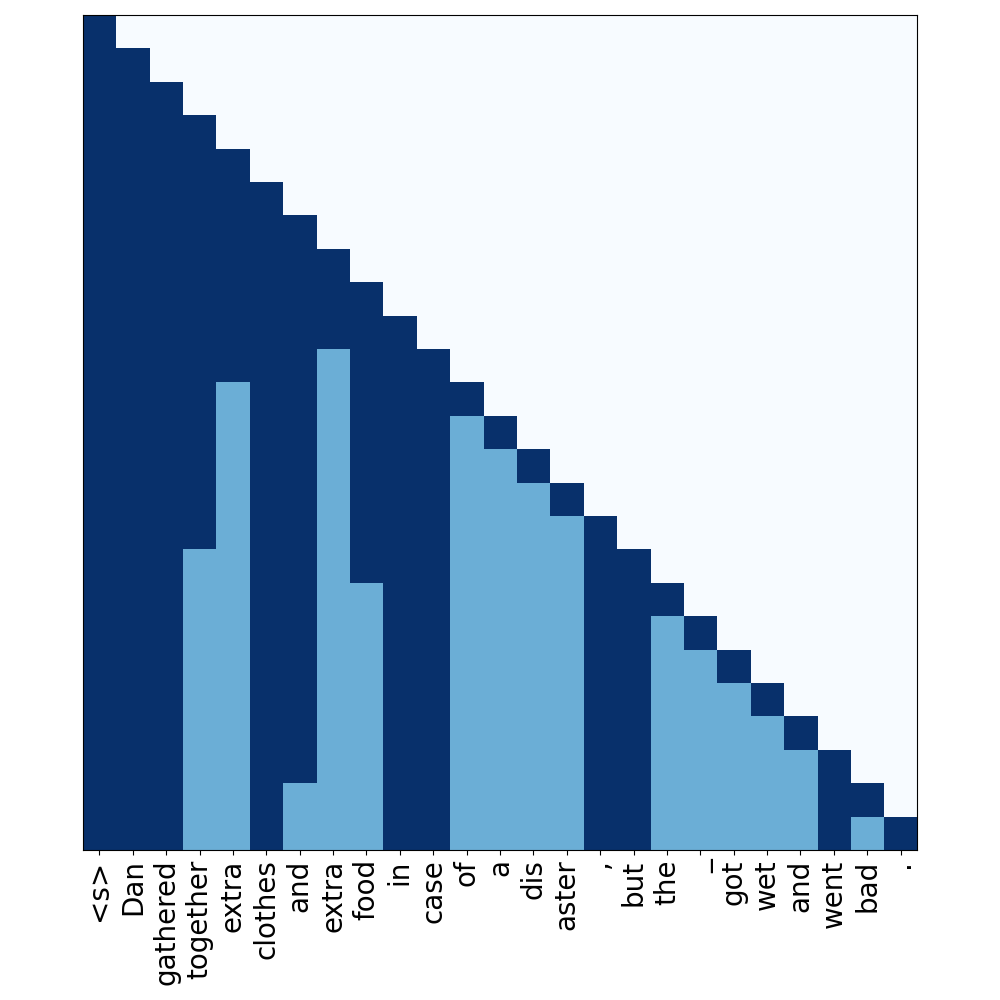 <s> Dan gathered together extra clothes and extra food in case of a dis aster , but the _ got wet and went bad .